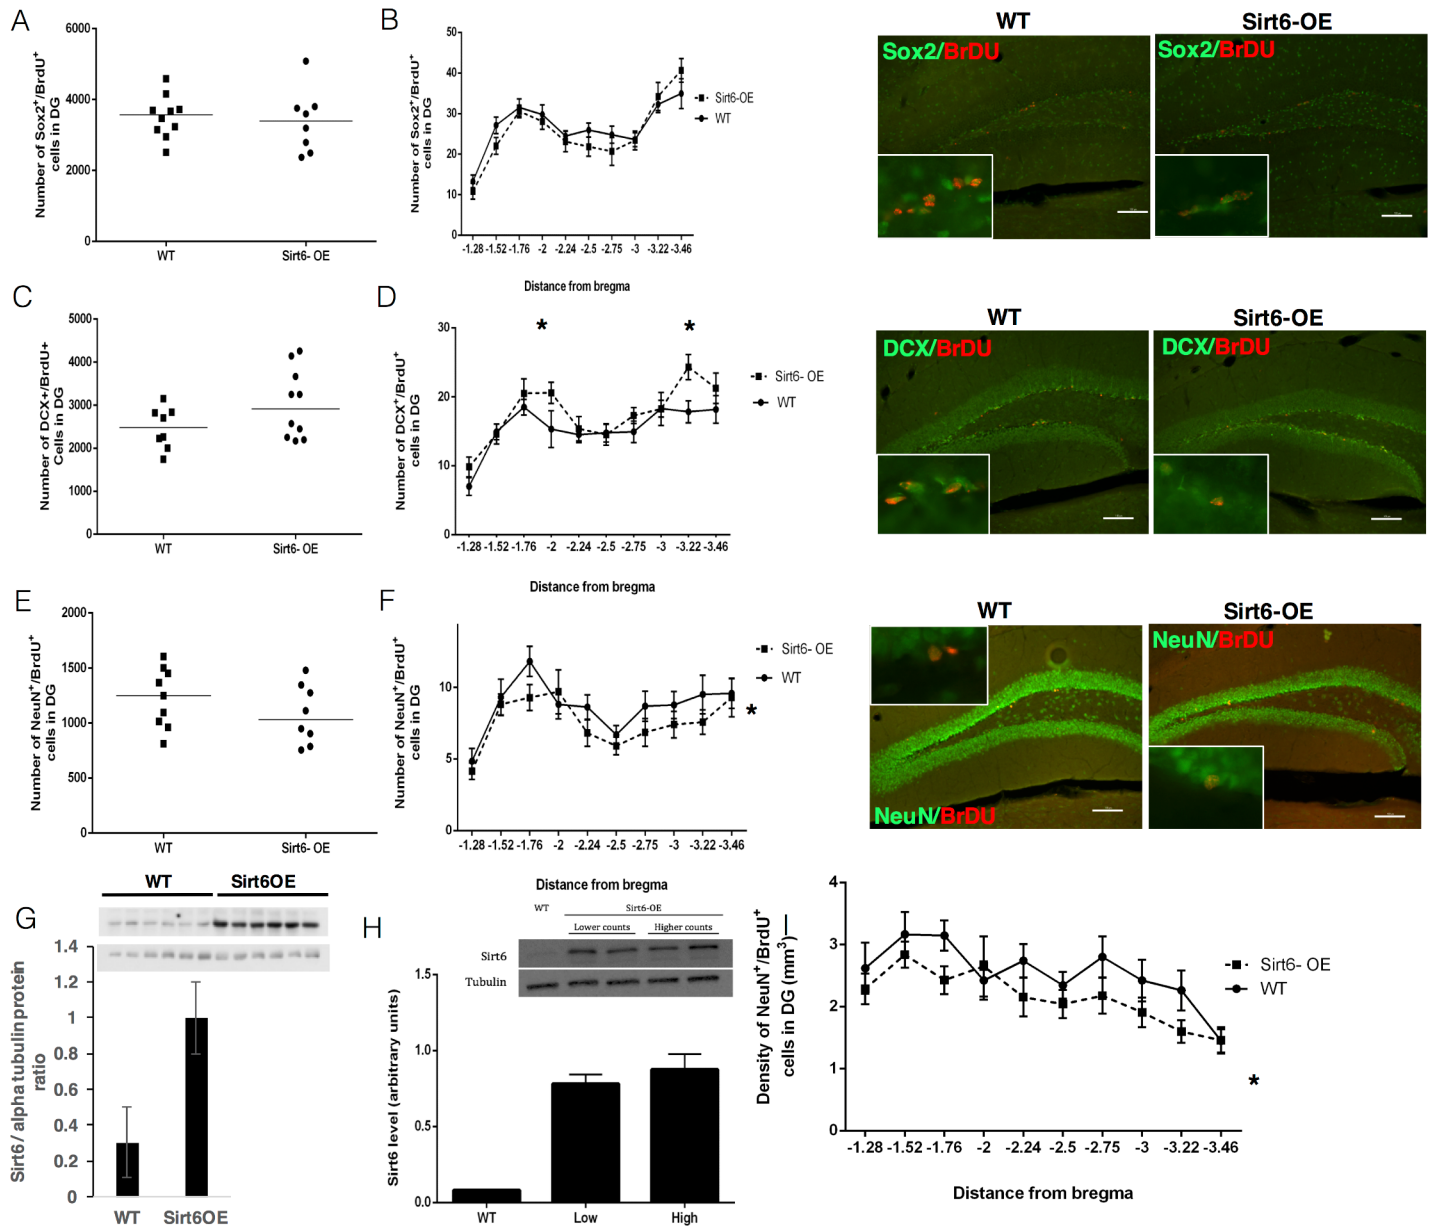 A
6000
4000
2000
0
Number of Sox2+/BrdU+
cells in DG
WT
Sirt6- OE
B
50
40
30
20
10
0
Number of Sox2+/BrdU+
cells in DG
-1.28 -1.52 -1.76 -2 -2.24 -2.5 -2.75 -3 -3.22 -3.46
Distance from bregma
Sirt6-OE
WT
WT
Sirt6-OE
Sox2/BrDU
Sox2/BrDU
C
5000
4000
3000
2000
1000
0
Number of DCX+/BrdU+
Cells in DG
WT
Sirt6- OE
D
30
20
10
0
Number of DCX+/BrdU+
cells in DG
*
*
-1.28 -1.52 -1.76 -2 -2.24 -2.5 -2.75 -3 -3.22 -3.46
Distance from bregma
Sirt6- OE
WT
WT
Sirt6-OE
DCX/BrDU
DCX/BrDU
E
2000
1500
1000
500
0
Number of NeuN+/BrdU+
cells in DG
WT
Sirt6- OE
F
10
5
0
Number of NeuN+/BrdU+
cells in DG
-1.28 -1.52 -1.76 -2 -2.24 -2.5 -2.75 -3 -3.22 -3.46
Distance from bregma
Sirt6- OE
WT
*
WT
Sirt6-OE
NeuN/BrDU
NeuN/BrDU
G
WT
Sirt6OE
1.4
1.2
1
0.8
0.6
0.4
0.2
0
Sirt6 / alpha tubulin protein
ratio
WT
Sirt6OE
H
WT
Sirt6-OE
Lower counts
Higher counts
Sirt6
Tubulin
1.5
1.0
0.5
0.0
Sirt6 level (arbitrary units)
WT
Low
High
4
3
2
1
0
Density of NeuN+/BrdU+
cells in DG (mm3)
-1.28 -1.52 -1.76 -2 -2.24 -2.5 -2.75 -3 -3.22 -3.46
Distance from bregma
Sirt6- OE
WT
*